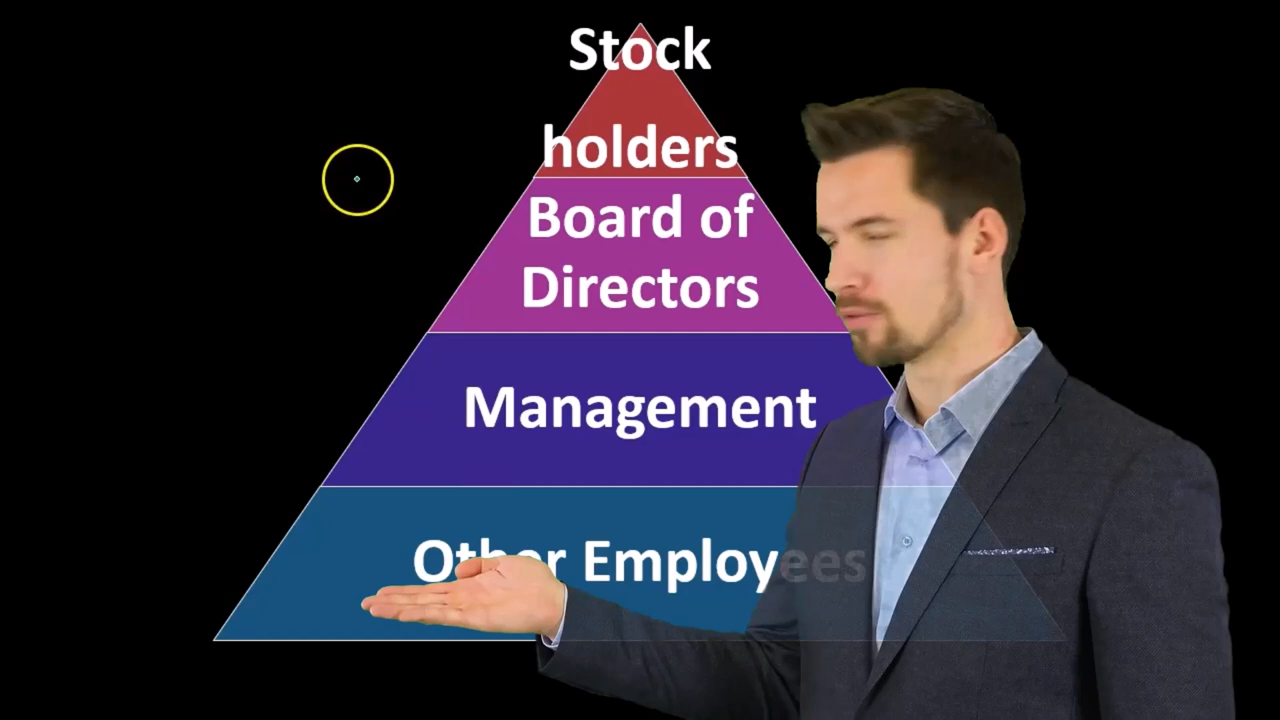 Stock
holders
Board of
Directors
Management
Other Employees